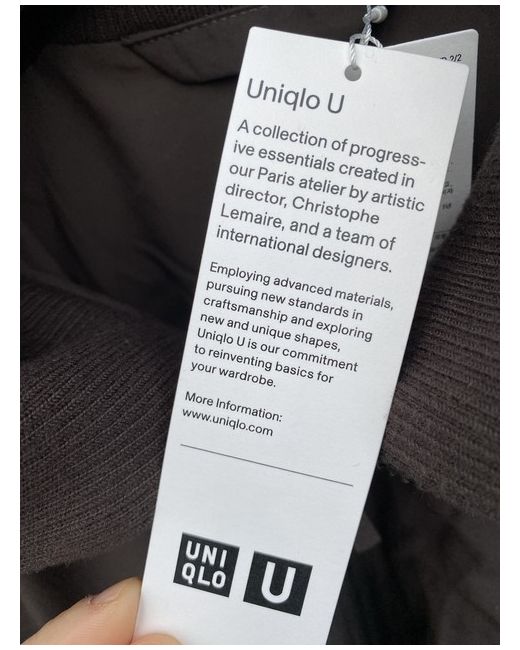 2/2
Uniqlo U
A collection of progress-
ive essentials created in
our Paris atelier by artistic
director, Christophe
Lemaire, and a team of
international designers.
Employing advanced materials,
pursuing new standards in
craftsmanship and exploring
new and unique shapes,
Uniqlo U is our commitment
to reinventing basics for
your wardrobe.
More Information:
www.uniqlo.com
UNI
QLO
U